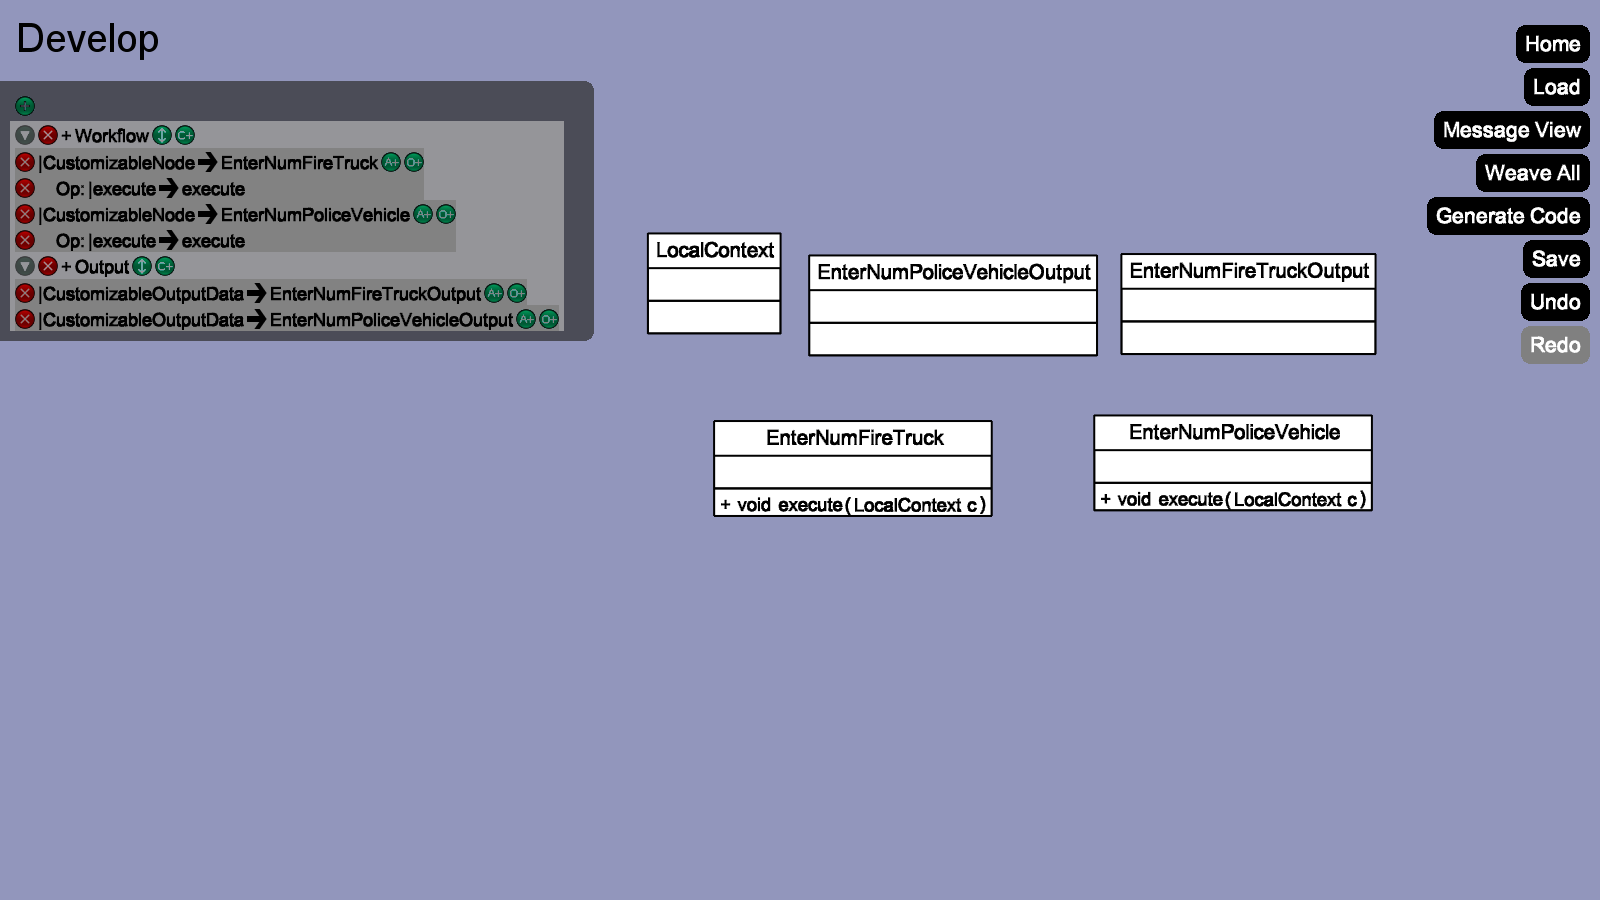 Develop
+ Workflow C+
|CustomizableNode → EnterNumFireTruck A+ O+
Op: |execute → execute
|CustomizableNode → EnterNumPoliceVehicle A+ O+
Op: |execute → execute
+ Output C+
|CustomizableOutputData → EnterNumFireTruckOutput A+ O+
|CustomizableOutputData → EnterNumPoliceVehicleOutput A+ O+
LocalContext
EnterNumPoliceVehicleOutput
EnterNumFireTruckOutput
EnterNumFireTruck
+ void execute(LocalContext c)
EnterNumPoliceVehicle
+ void execute(LocalContext c)
Home
Load
Message View
Weave All
Generate Code
Save
Undo
Redo